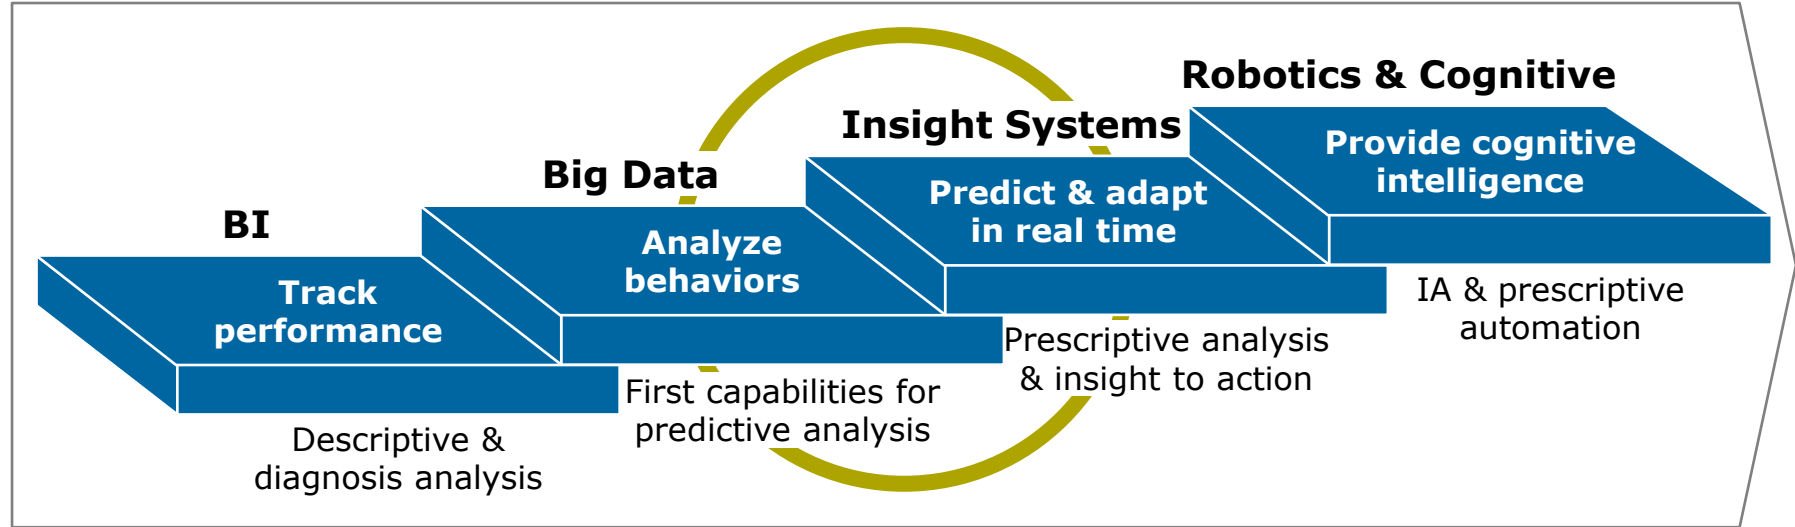 BI
Track
performance
Descriptive &
diagnosis analysis
Big Data
Analyze
behaviors
First capabilities for
predictive analysis
Insight Systems
Predict & adapt
in real time
Prescriptive analysis
& insight to action
Robotics & Cognitive
Provide cognitive
intelligence
IA & prescriptive
automation